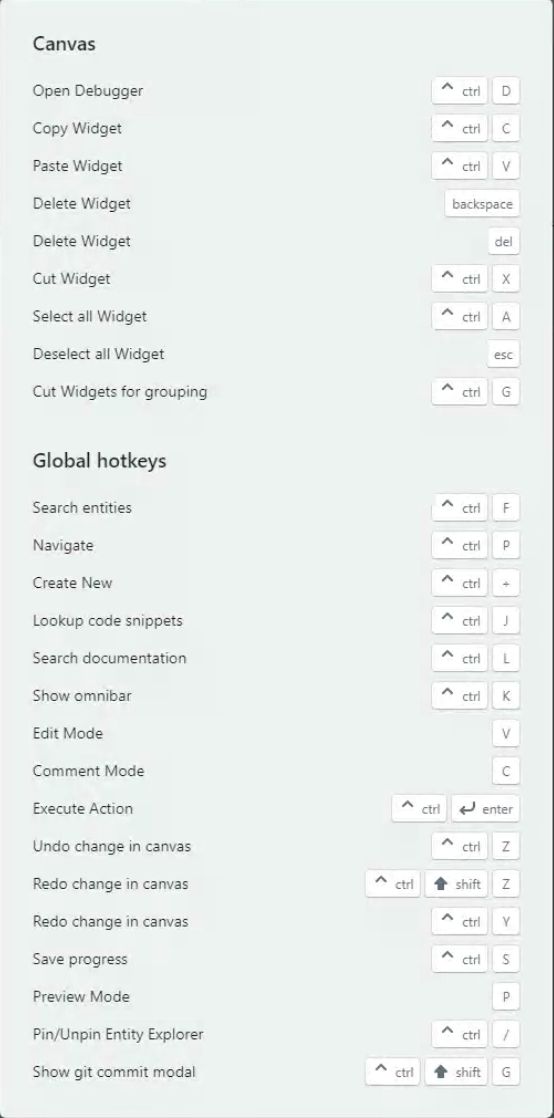 Canvas
Open Debugger ^ ctrl D
Copy Widget ^ ctrl C
Paste Widget ^ ctrl V
Delete Widget backspace
Delete Widget del
Cut Widget ^ ctrl X
Select all Widget ^ ctrl A
Deselect all Widget esc
Cut Widgets for grouping ^ ctrl G
Global hotkeys
Search entities ^ ctrl F
Navigate ^ ctrl P
Create New ^ ctrl +
Lookup code snippets ^ ctrl J
Search documentation ^ ctrl L
Show omnibar ^ ctrl K
Edit Mode V
Comment Mode C
Execute Action ^ ctrl ↵ enter
Undo change in canvas ^ ctrl Z
Redo change in canvas ^ ctrl ⬆ shift Z
Redo change in canvas ^ ctrl Y
Save progress ^ ctrl S
Preview Mode P
Pin/Unpin Entity Explorer ^ ctrl /
Show git commit modal ^ ctrl ⬆ shift G